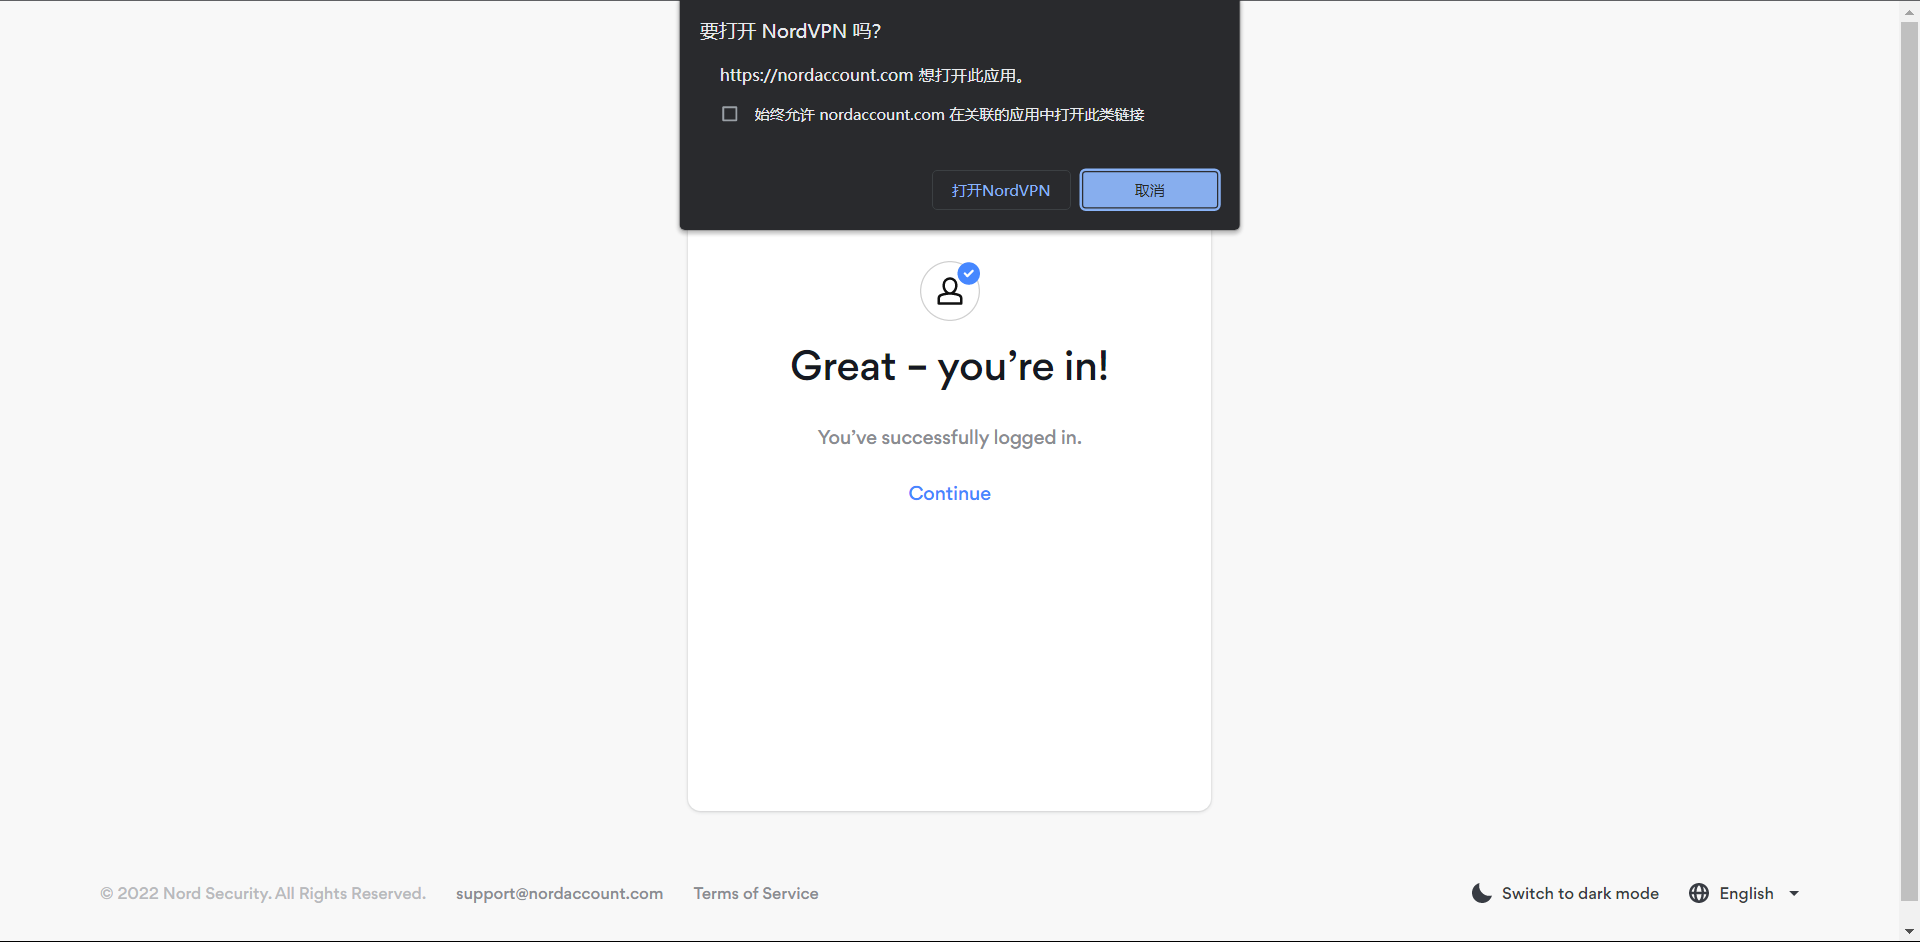 要打开 NordVPN 吗?
https://nordaccount.com 想打开此应用。
始终允许 nordaccount.com 在关联的应用中打开此类链接
打开NordVPN 取消
Great – you’re in!
You’ve successfully logged in.
Continue
© 2022 Nord Security. All Rights Reserved. support@nordaccount.com Terms of Service Switch to dark mode English